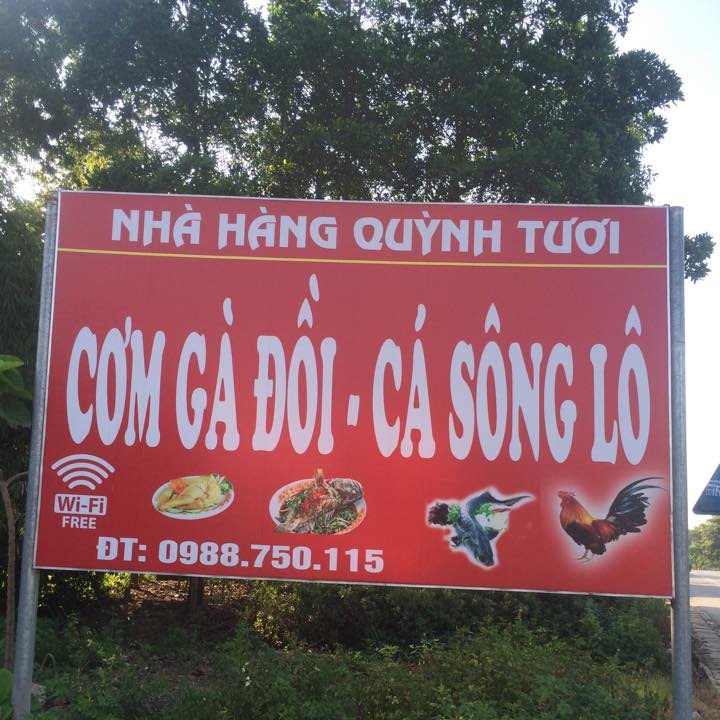 NHÀ HÀNG QUỲNH TƯƠI
CƠM GÀ ĐỒI - CÁ SÔNG LÔ
Wi-Fi
FREE
ĐT: 0988.750.115